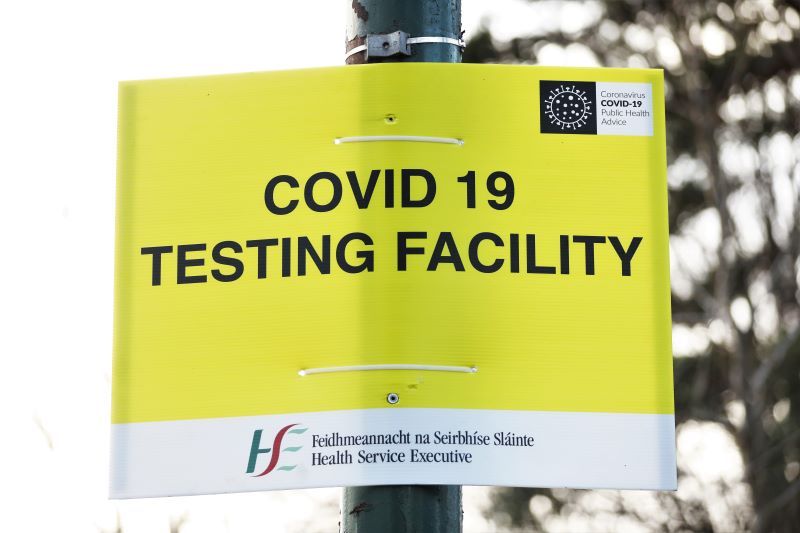 Coronavirus
COVID-19
Public Health
Advice
COVID 19
TESTING FACILITY
HSE
Feidhmeannacht na Seirbhíse Sláinte
Health Service Executive